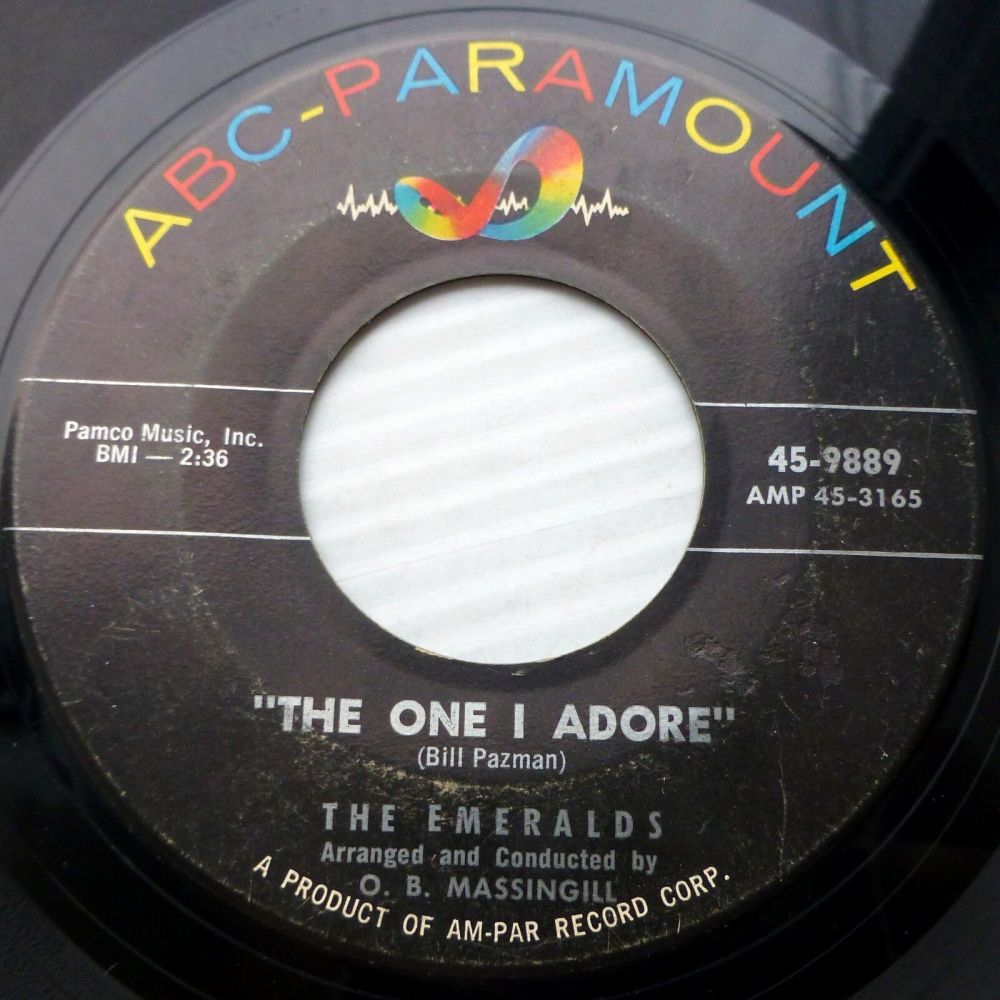 ABC-PARAMOUNT
Pamco Music, Inc.
BMI — 2:36
45-9889
AMP 45-3165
"THE ONE I ADORE"
(Bill Pazman)
THE EMERALDS
Arranged and Conducted by
O. B. MASSINGILL
A PRODUCT OF AM-PAR RECORD CORP.